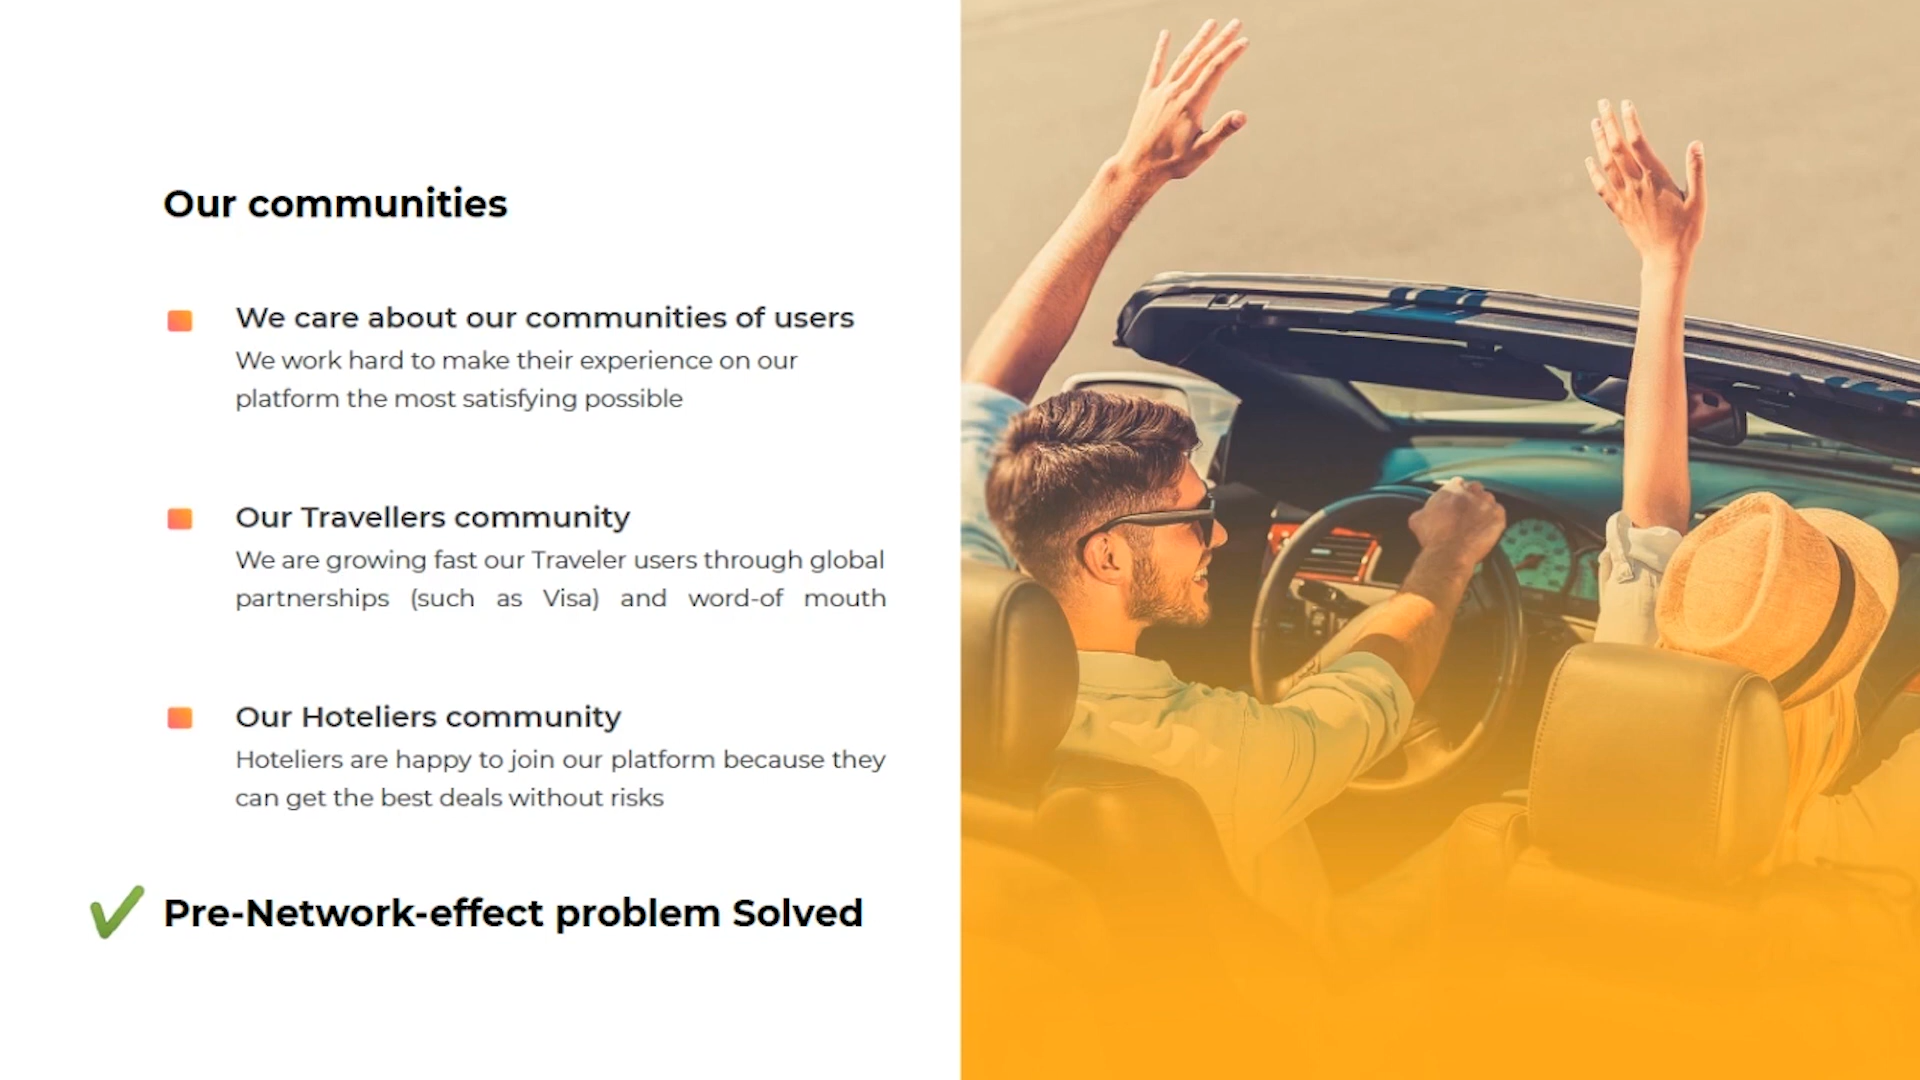 Our communities
We care about our communities of users
We work hard to make their experience on our
platform the most satisfying possible
Our Travellers community
We are growing fast our Traveler users through global
partnerships (such as Visa) and word-of mouth
Our Hoteliers community
Hoteliers are happy to join our platform because they
can get the best deals without risks
Pre-Network-effect problem Solved